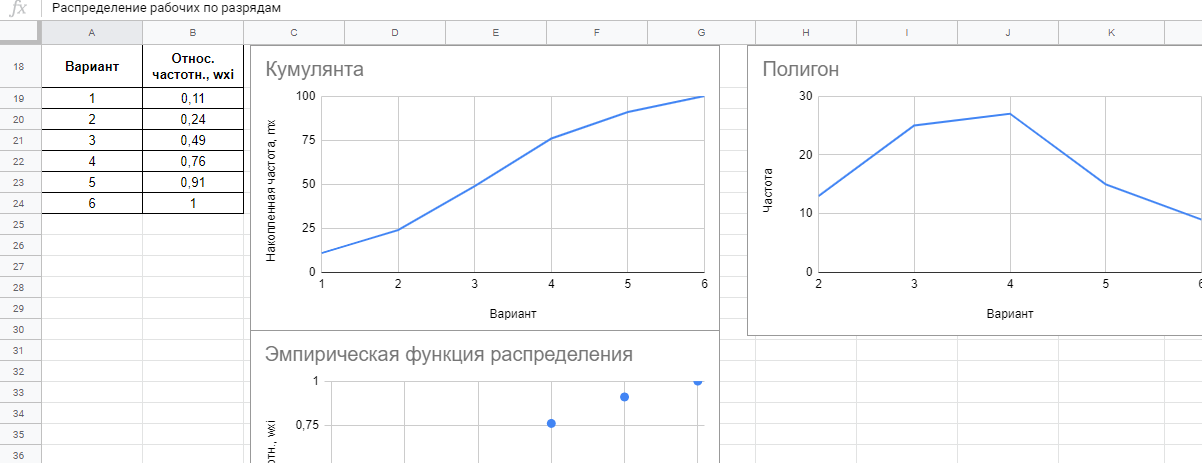 fx Распределение рабочих по разрядам
A B C D E F G H I J K
18 Вариант Относ. частотн., wxi
19 1 0,11
20 2 0,24
21 3 0,49
22 4 0,76
23 5 0,91
24 6 1
25
26
27
28
29
30
31
32
33
34
35
36
Кумулянта
Накопленная частота, mx
100
75
50
25
0
1 2 3 4 5 6
Вариант
Полигон
Частота
30
20
10
0
2 3 4 5 6
Вариант
Эмпирическая функция распределения
1
0,75
отн., wxi